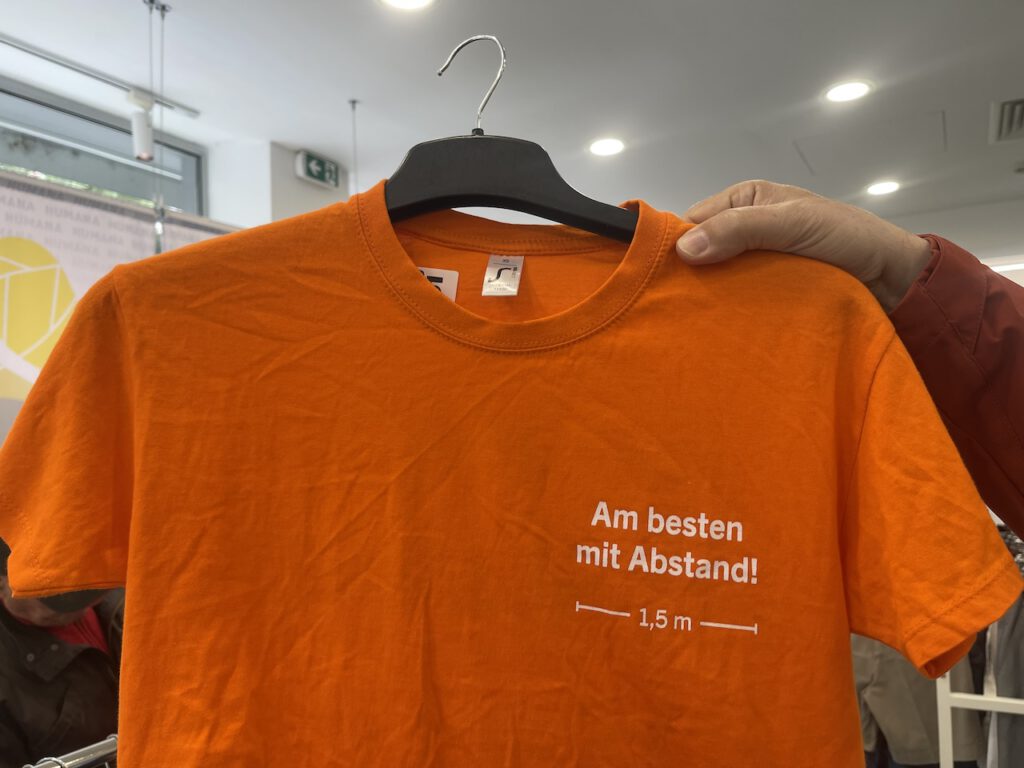 Am besten
mit Abstand!
1,5 m